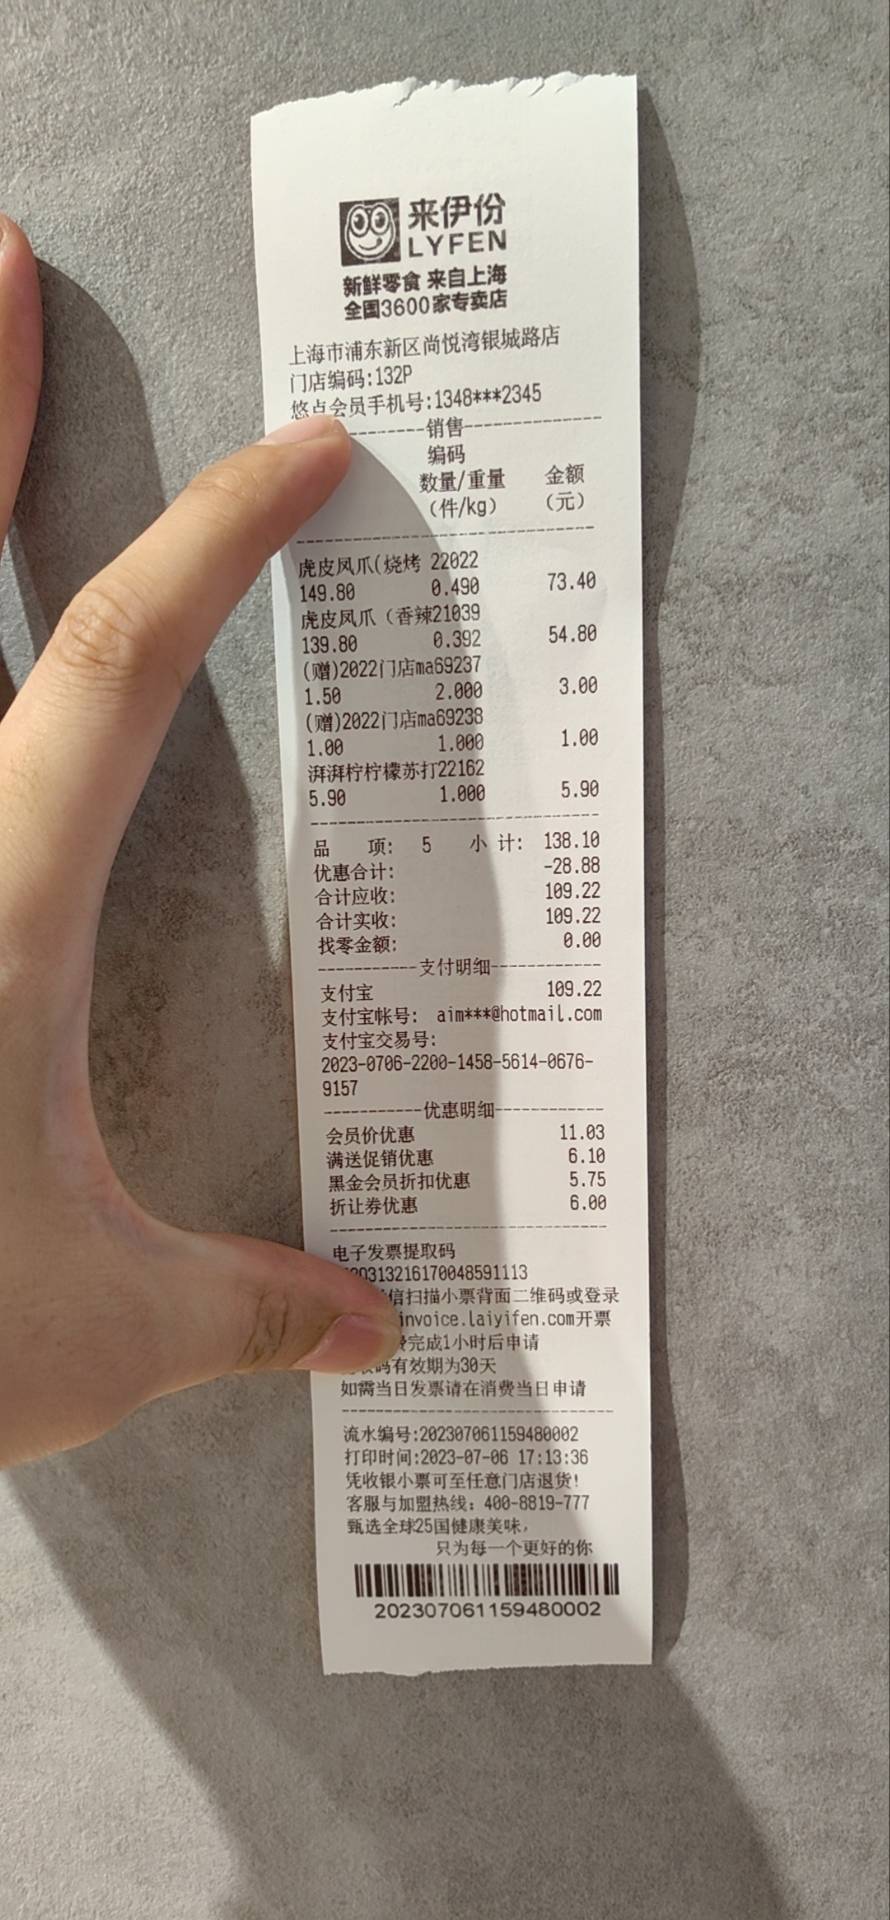 来伊份
LYFEN
新鲜零食 来自上海
全国3600家专卖店
上海市浦东新区尚悦湾银城路店
门店编码:132P
悠点会员手机号:1348***2345
----------销售----------
编码
数量/重量 金额
（件/kg） （元）
虎皮凤爪(烧烤 22022
149.80 0.490 73.40
虎皮凤爪（香辣21039
139.80 0.392 54.80
(赠)2022门店ma69237
1.50 2.000 3.00
(赠)2022门店ma69238
1.00 1.000 1.00
湃湃柠柠檬苏打22162
5.90 1.000 5.90
品 项: 5 小 计: 138.10
优惠合计: -28.88
合计应收: 109.22
合计实收: 109.22
找零金额: 0.00
----------支付明细----------
支付宝 109.22
支付宝帐号: aim***@hotmail.com
支付宝交易号:
2023-0706-2200-1458-5614-0676-
9157
----------优惠明细----------
会员价优惠 11.03
满送促销优惠 6.10
黑金会员折扣优惠 5.75
折让券优惠 6.00
电子发票提取码
313216170048591113
信扫描小票背面二维码或登录
invoice.laiyifen.com开票
完成1小时后申请
码有效期为30天
如需当日发票请在消费当日申请
流水编号:202307061159480002
打印时间:2023-07-06 17:13:36
凭收银小票可至任意门店退货!
客服与加盟热线: 400-8819-777
甄选全球25国健康美味,
只为每一个更好的你
202307061159480002